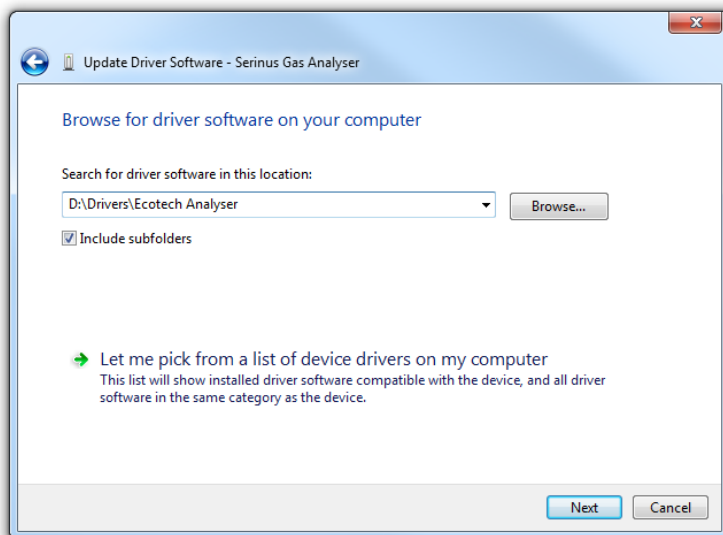 Update Driver Software - Serinus Gas Analyser
Browse for driver software on your computer
Search for driver software in this location:
D:\Drivers\Ecotech Analyser
Browse...
Include subfolders
Let me pick from a list of device drivers on my computer
This list will show installed driver software compatible with the device, and all driver
software in the same category as the device.
Next
Cancel